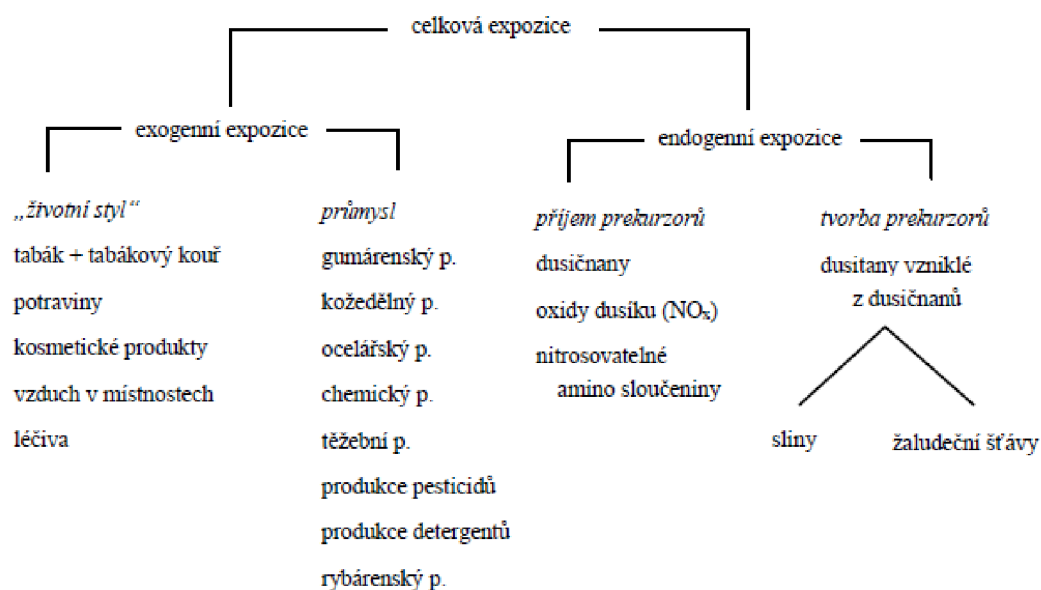 celková expozice
exogenní expozice
endogenní expozice
„životní styl“
tabák + tabákový kouř
potraviny
kosmetické produkty
vzduch v místnostech
léčiva
průmysl
gumárenský p.
kožedělný p.
ocelářský p.
chemický p.
těžební p.
produkce pesticidů
produkce detergentů
rybárenský p.
příjem prekurzorů
dusičnany
oxidy dusíku (NOₓ)
nitrosovatelné
amino sloučeniny
tvorba prekurzorů
dusitany vzniklé
z dusičnanů
sliny
žaludeční šťávy